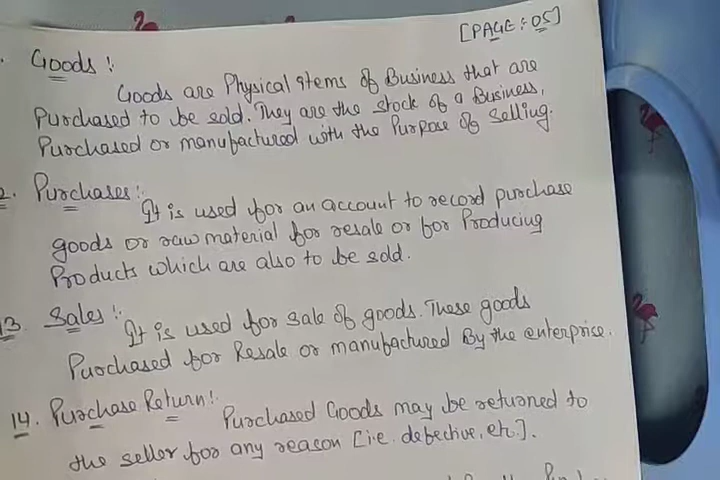 [PAGE:05]
Goods :
Goods are Physical items of Business that are
Purchased to be sold. They are the stock of a Business,
Purchased or manufactured with the Purpose of Selling.
2. Purchases :
It is used for an account to record purchase
goods or raw material for resale or for Producing
Products which are also to be sold.
13. Sales :
It is used for sale of goods. These goods
Purchased for Resale or manufactured By the enterprise.
14. Purchase Return :
Purchased Goods may be returned to
the seller for any reason [i.e. defective, etc.].